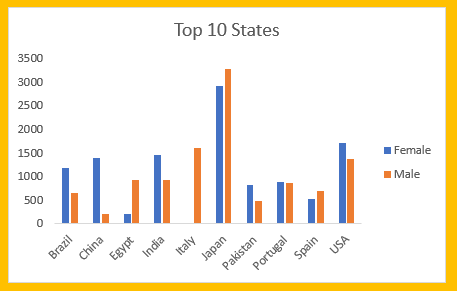 Top 10 States
3500
3000
2500
2000
1500
1000
500
0
Brazil
China
Egypt
India
Italy
Japan
Pakistan
Portugal
Spain
USA
Female
Male